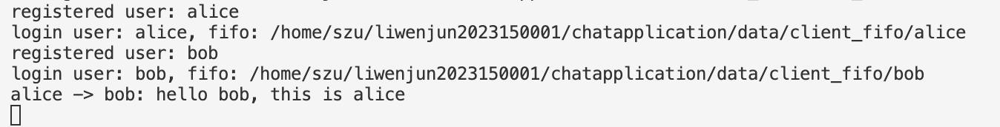 registered user: alice
login user: alice, fifo: /home/szu/liwenjun2023150001/chatapplication/data/client_fifo/alice
registered user: bob
login user: bob, fifo: /home/szu/liwenjun2023150001/chatapplication/data/client_fifo/bob
alice -> bob: hello bob, this is alice